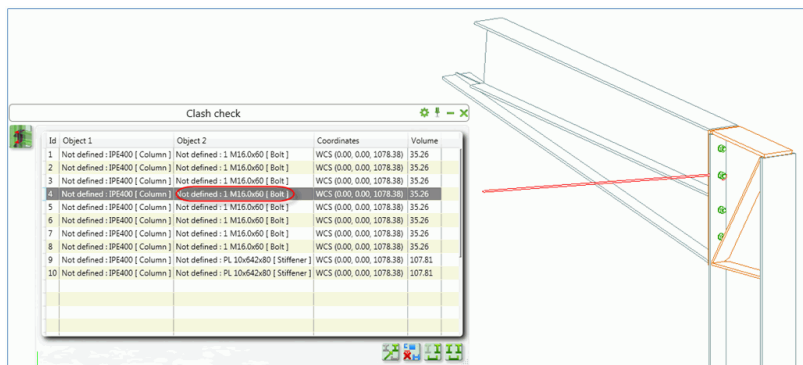 Clash check
Id Object 1 Object 2 Coordinates Volume
1 Not defined : IPE400 [ Column ] Not defined : 1 M16.0x60 [ Bolt ] WCS (0.00, 0.00, 1078.38) 35.26
2 Not defined : IPE400 [ Column ] Not defined : 1 M16.0x60 [ Bolt ] WCS (0.00, 0.00, 1078.38) 35.26
3 Not defined : IPE400 [ Column ] Not defined : 1 M16.0x60 [ Bolt ] WCS (0.00, 0.00, 1078.38) 35.26
4 Not defined : IPE400 [ Column ] Not defined : 1 M16.0x60 [ Bolt ] WCS (0.00, 0.00, 1078.38) 35.26
5 Not defined : IPE400 [ Column ] Not defined : 1 M16.0x60 [ Bolt ] WCS (0.00, 0.00, 1078.38) 35.26
6 Not defined : IPE400 [ Column ] Not defined : 1 M16.0x60 [ Bolt ] WCS (0.00, 0.00, 1078.38) 35.26
7 Not defined : IPE400 [ Column ] Not defined : 1 M16.0x60 [ Bolt ] WCS (0.00, 0.00, 1078.38) 35.26
8 Not defined : IPE400 [ Column ] Not defined : 1 M16.0x60 [ Bolt ] WCS (0.00, 0.00, 1078.38) 35.26
9 Not defined : IPE400 [ Column ] Not defined : PL 10x642x80 [ Stiffener ] WCS (0.00, 0.00, 1078.38) 107.81
10 Not defined : IPE400 [ Column ] Not defined : PL 10x642x80 [ Stiffener ] WCS (0.00, 0.00, 1078.38) 107.81